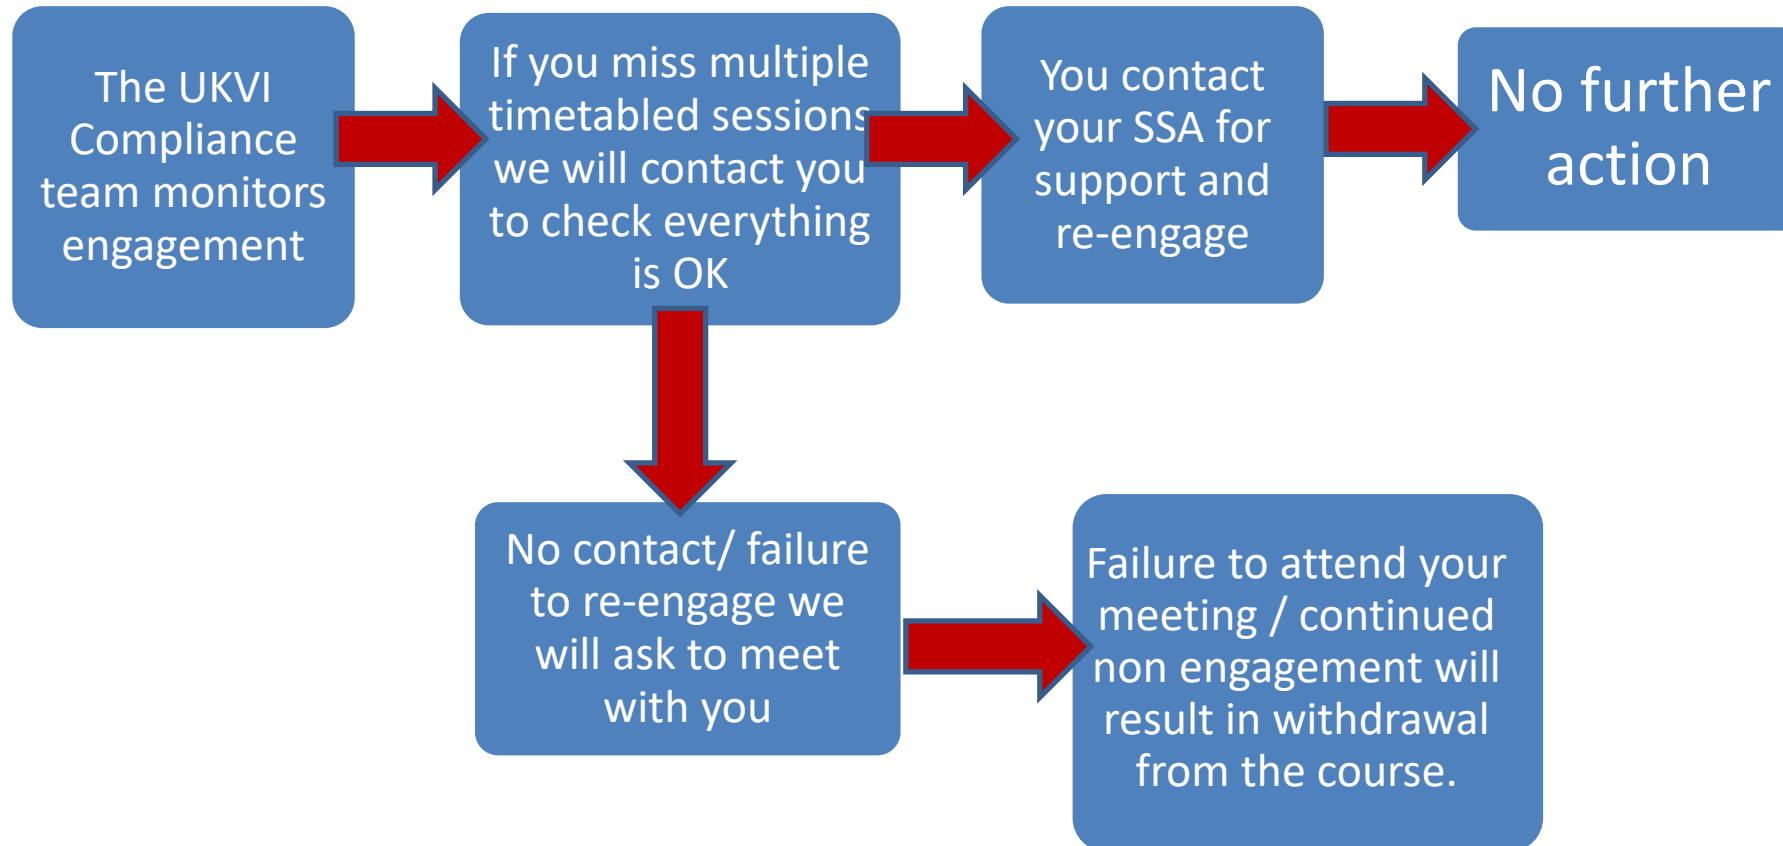 The UKVI
Compliance
team monitors
engagement
If you miss multiple
timetabled sessions
we will contact you
to check everything
is OK
You contact
your SSA for
support and
re-engage
No further
action
No contact/ failure
to re-engage we
will ask to meet
with you
Failure to attend your
meeting / continued
non engagement will
result in withdrawal
from the course.